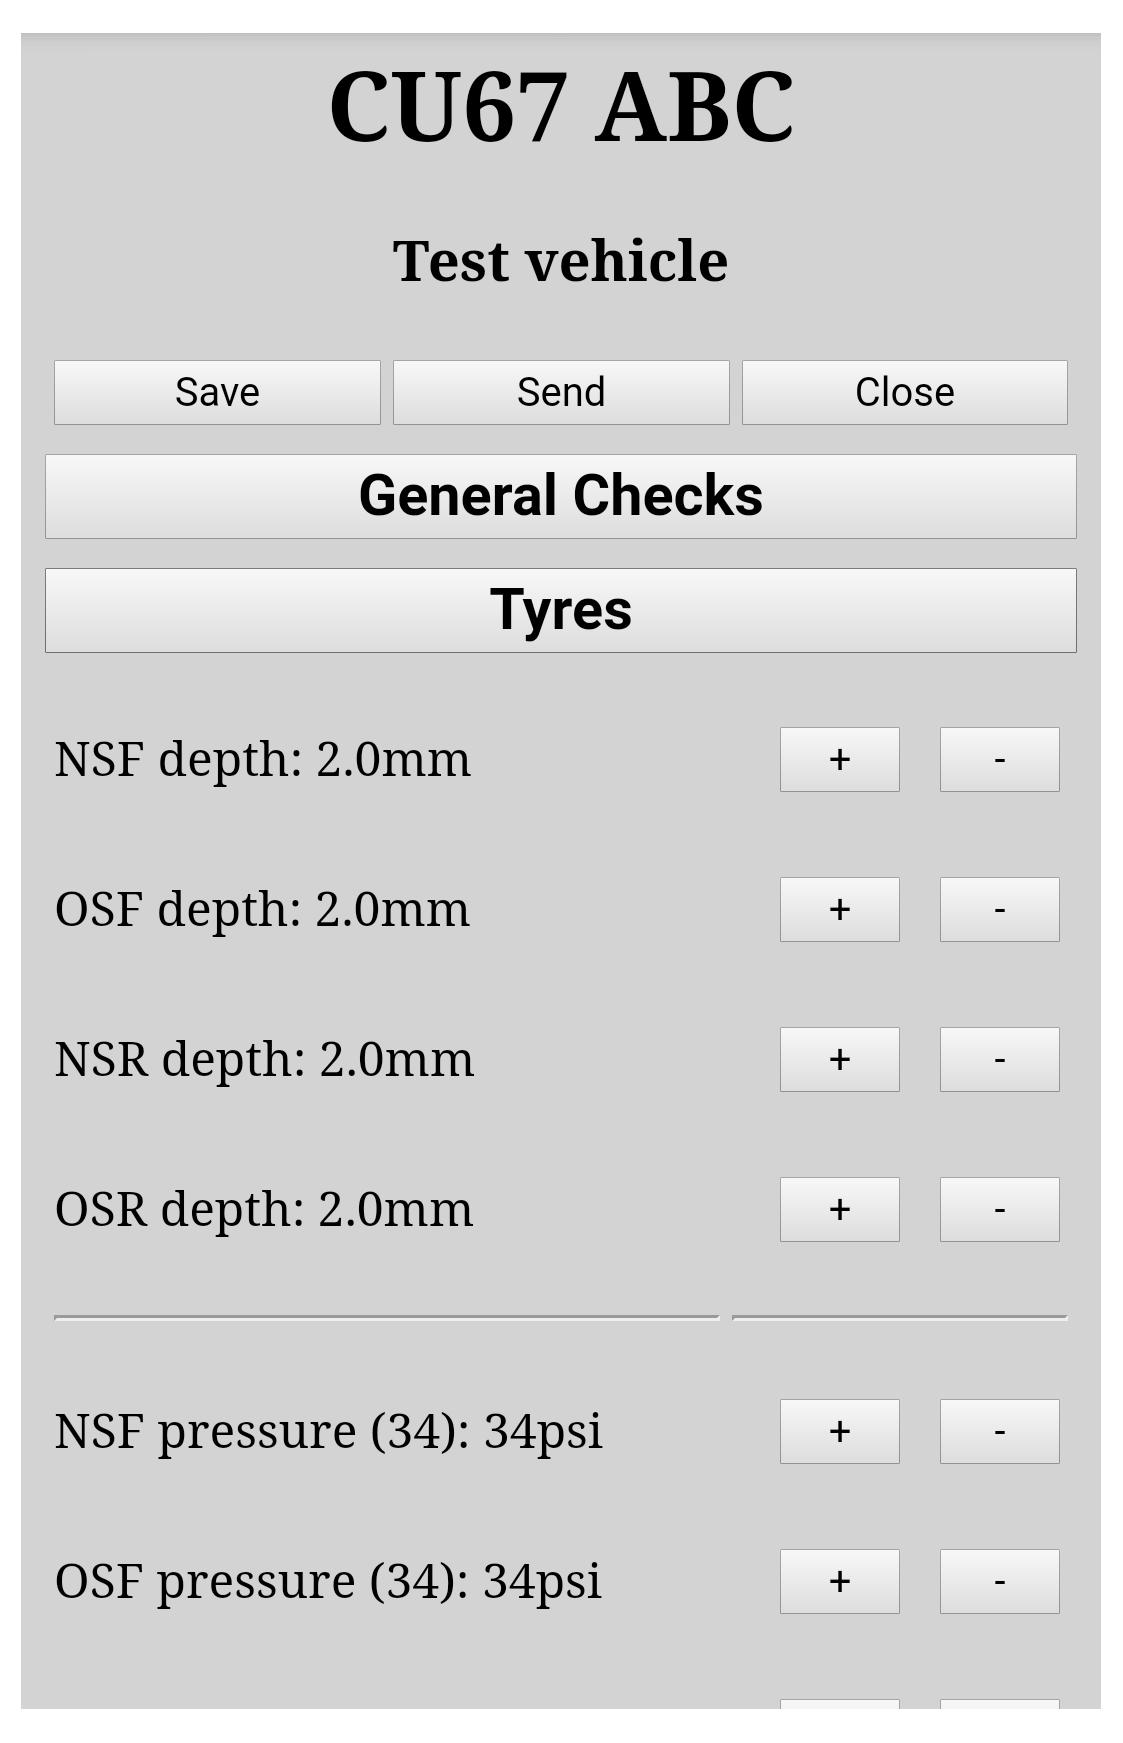 CU67 ABC
Test vehicle
Save Send Close
General Checks
Tyres
NSF depth: 2.0mm + -
OSF depth: 2.0mm + -
NSR depth: 2.0mm + -
OSR depth: 2.0mm + -
NSF pressure (34): 34psi + -
OSF pressure (34): 34psi + -